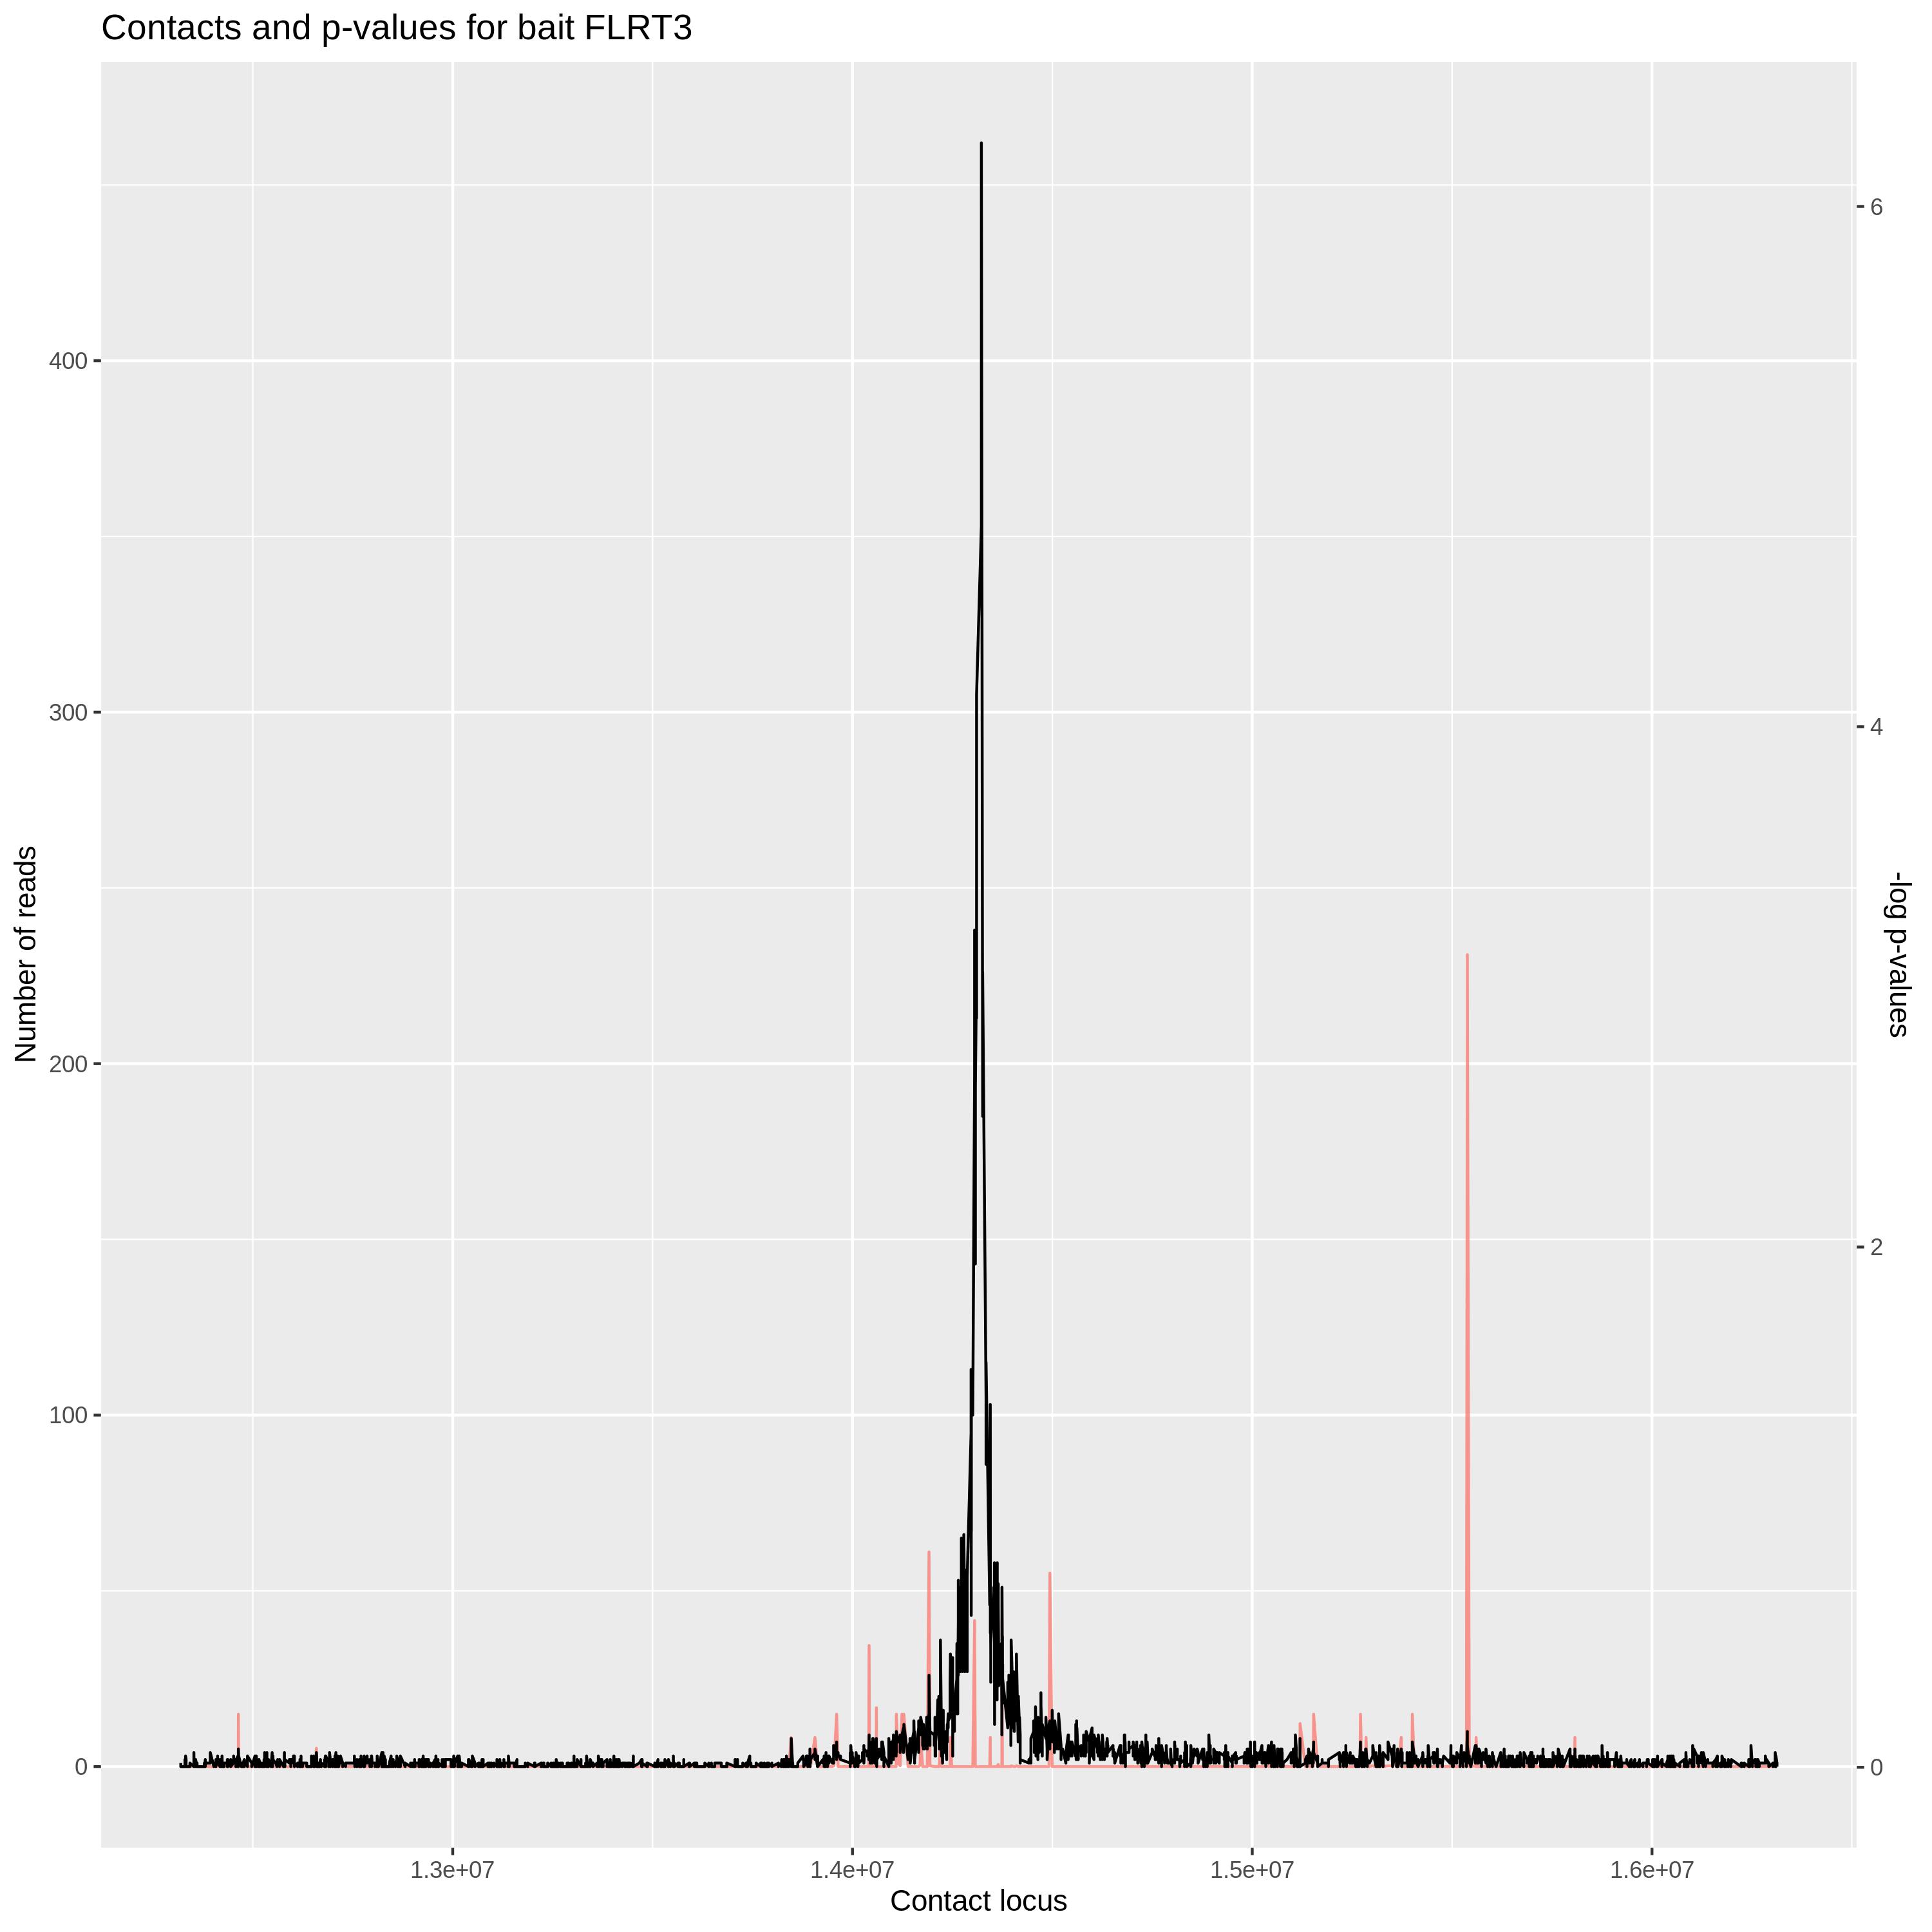 Contacts and p-values for bait FLRT3
400
300
200
100
0
Number of reads
6
4
2
0
-log p-values
1.3e+07
1.4e+07
1.5e+07
1.6e+07
Contact locus